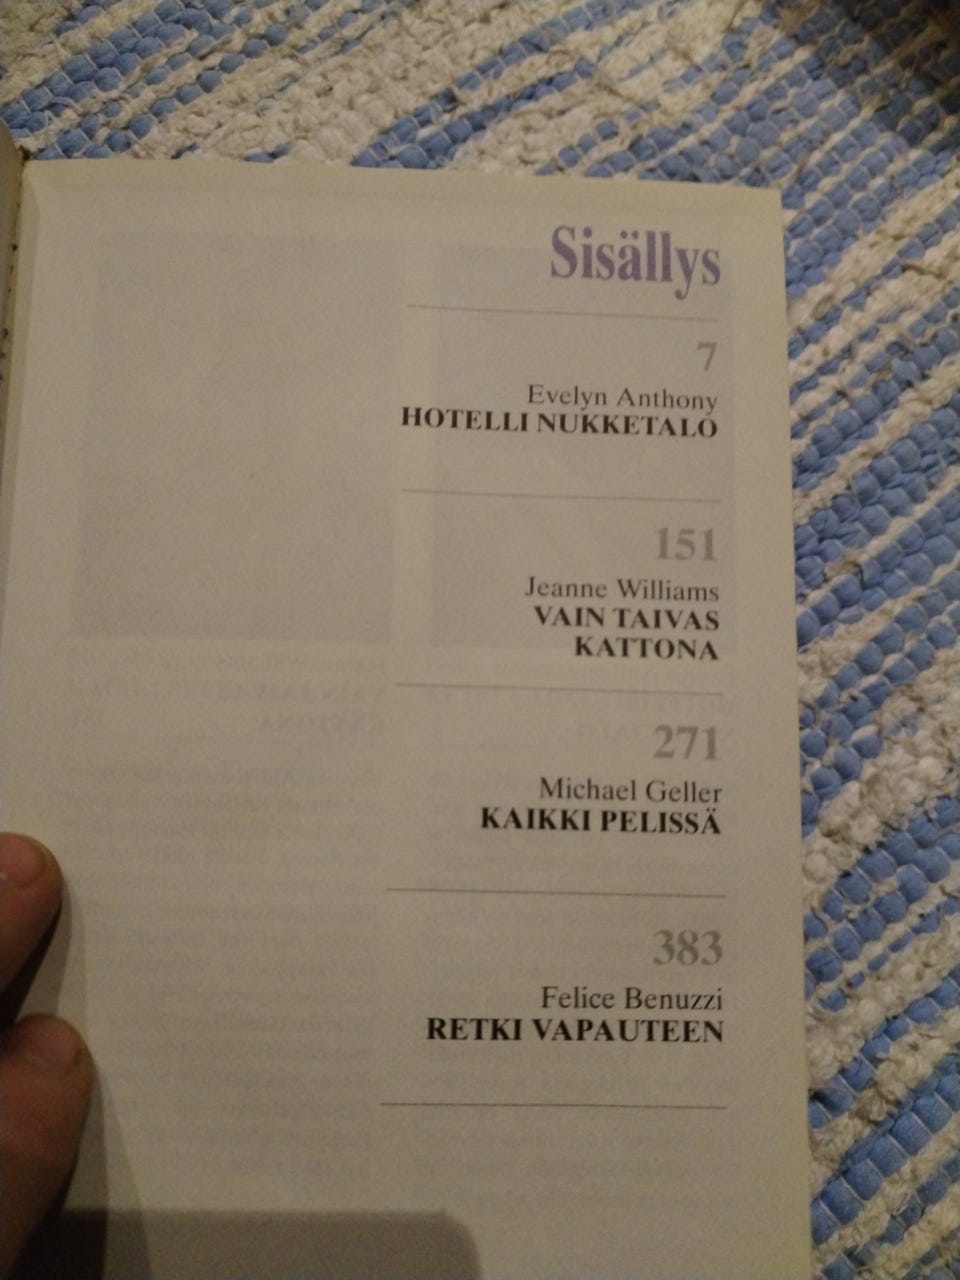 Sisällys
7
Evelyn Anthony
HOTELLI NUKKETALO
151
Jeanne Williams
VAIN TAIVAS
KATTONA
271
Michael Geller
KAIKKI PELISSÄ
383
Felice Benuzzi
RETKI VAPAUTEEN